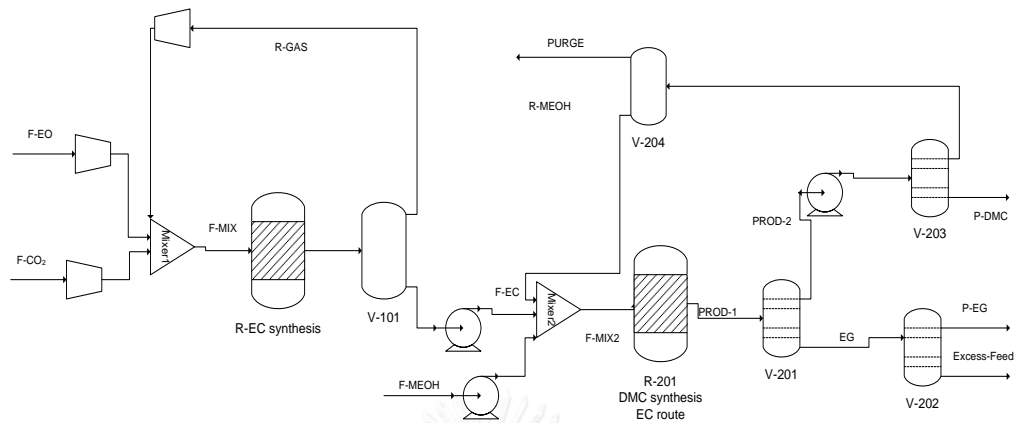 R-GAS
PURGE
R-MEOH
V-204
F-EO
V-203
P-DMC
PROD-2
F-MIX
Mixer1
F-CO₂
R-EC synthesis
V-101
F-EC
Mixer2
F-MIX2
PROD-1
V-201
EG
P-EG
Excess-Feed
V-202
F-MEOH
R-201
DMC synthesis
EC route